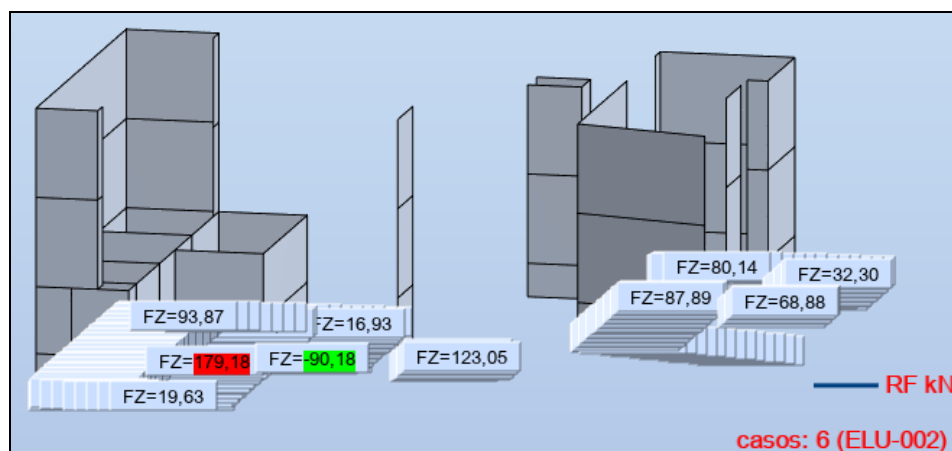 FZ=80,14
FZ=32,30
FZ=87,89
FZ=68,88
FZ=93,87
FZ=16,93
FZ=179,18
FZ=-90,18
FZ=123,05
FZ=19,63
RF kN
casos: 6 (ELU-002)